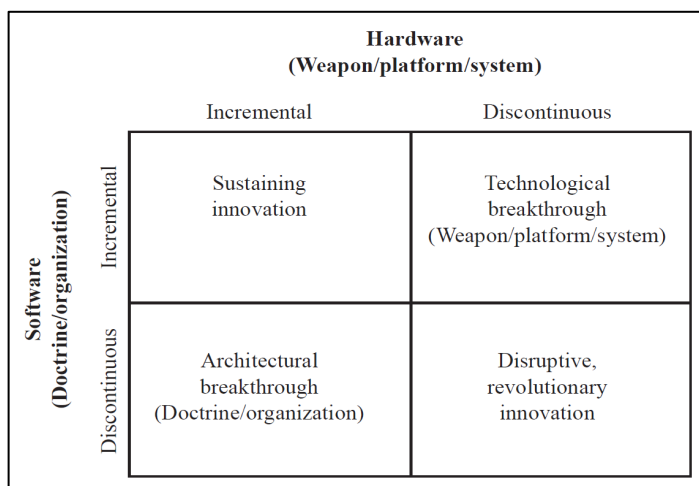 Hardware
(Weapon/platform/system)
Incremental
Discontinuous
Software
(Doctrine/organization)
Incremental
Sustaining
innovation
Technological
breakthrough
(Weapon/platform/system)
Discontinuous
Architectural
breakthrough
(Doctrine/organization)
Disruptive,
revolutionary
innovation